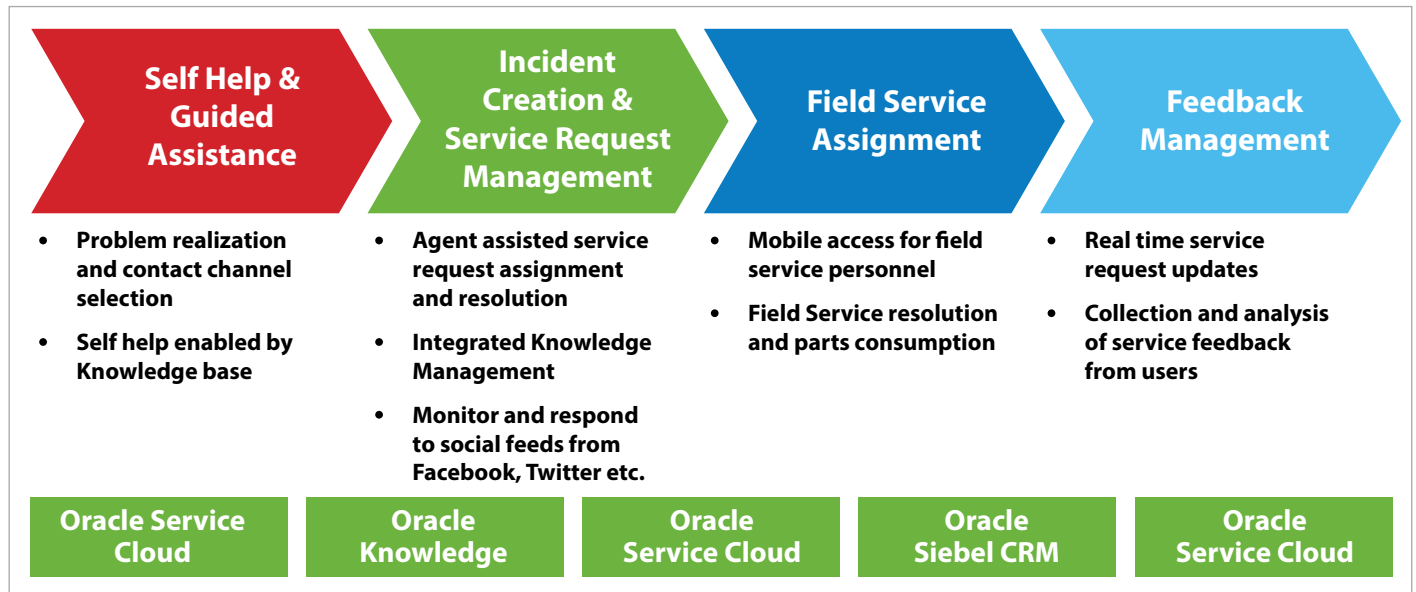 Self Help &
Guided
Assistance
Incident
Creation &
Service Request
Management
Field Service
Assignment
Feedback
Management
• Problem realization
and contact channel
selection
• Self help enabled by
Knowledge base
• Agent assisted service
request assignment
and resolution
• Integrated Knowledge
Management
• Monitor and respond
to social feeds from
Facebook, Twitter etc.
• Mobile access for field
service personnel
• Field Service resolution
and parts consumption
• Real time service
request updates
• Collection and analysis
of service feedback
from users
Oracle Service
Cloud
Oracle
Knowledge
Oracle
Service Cloud
Oracle
Siebel CRM
Oracle
Service Cloud